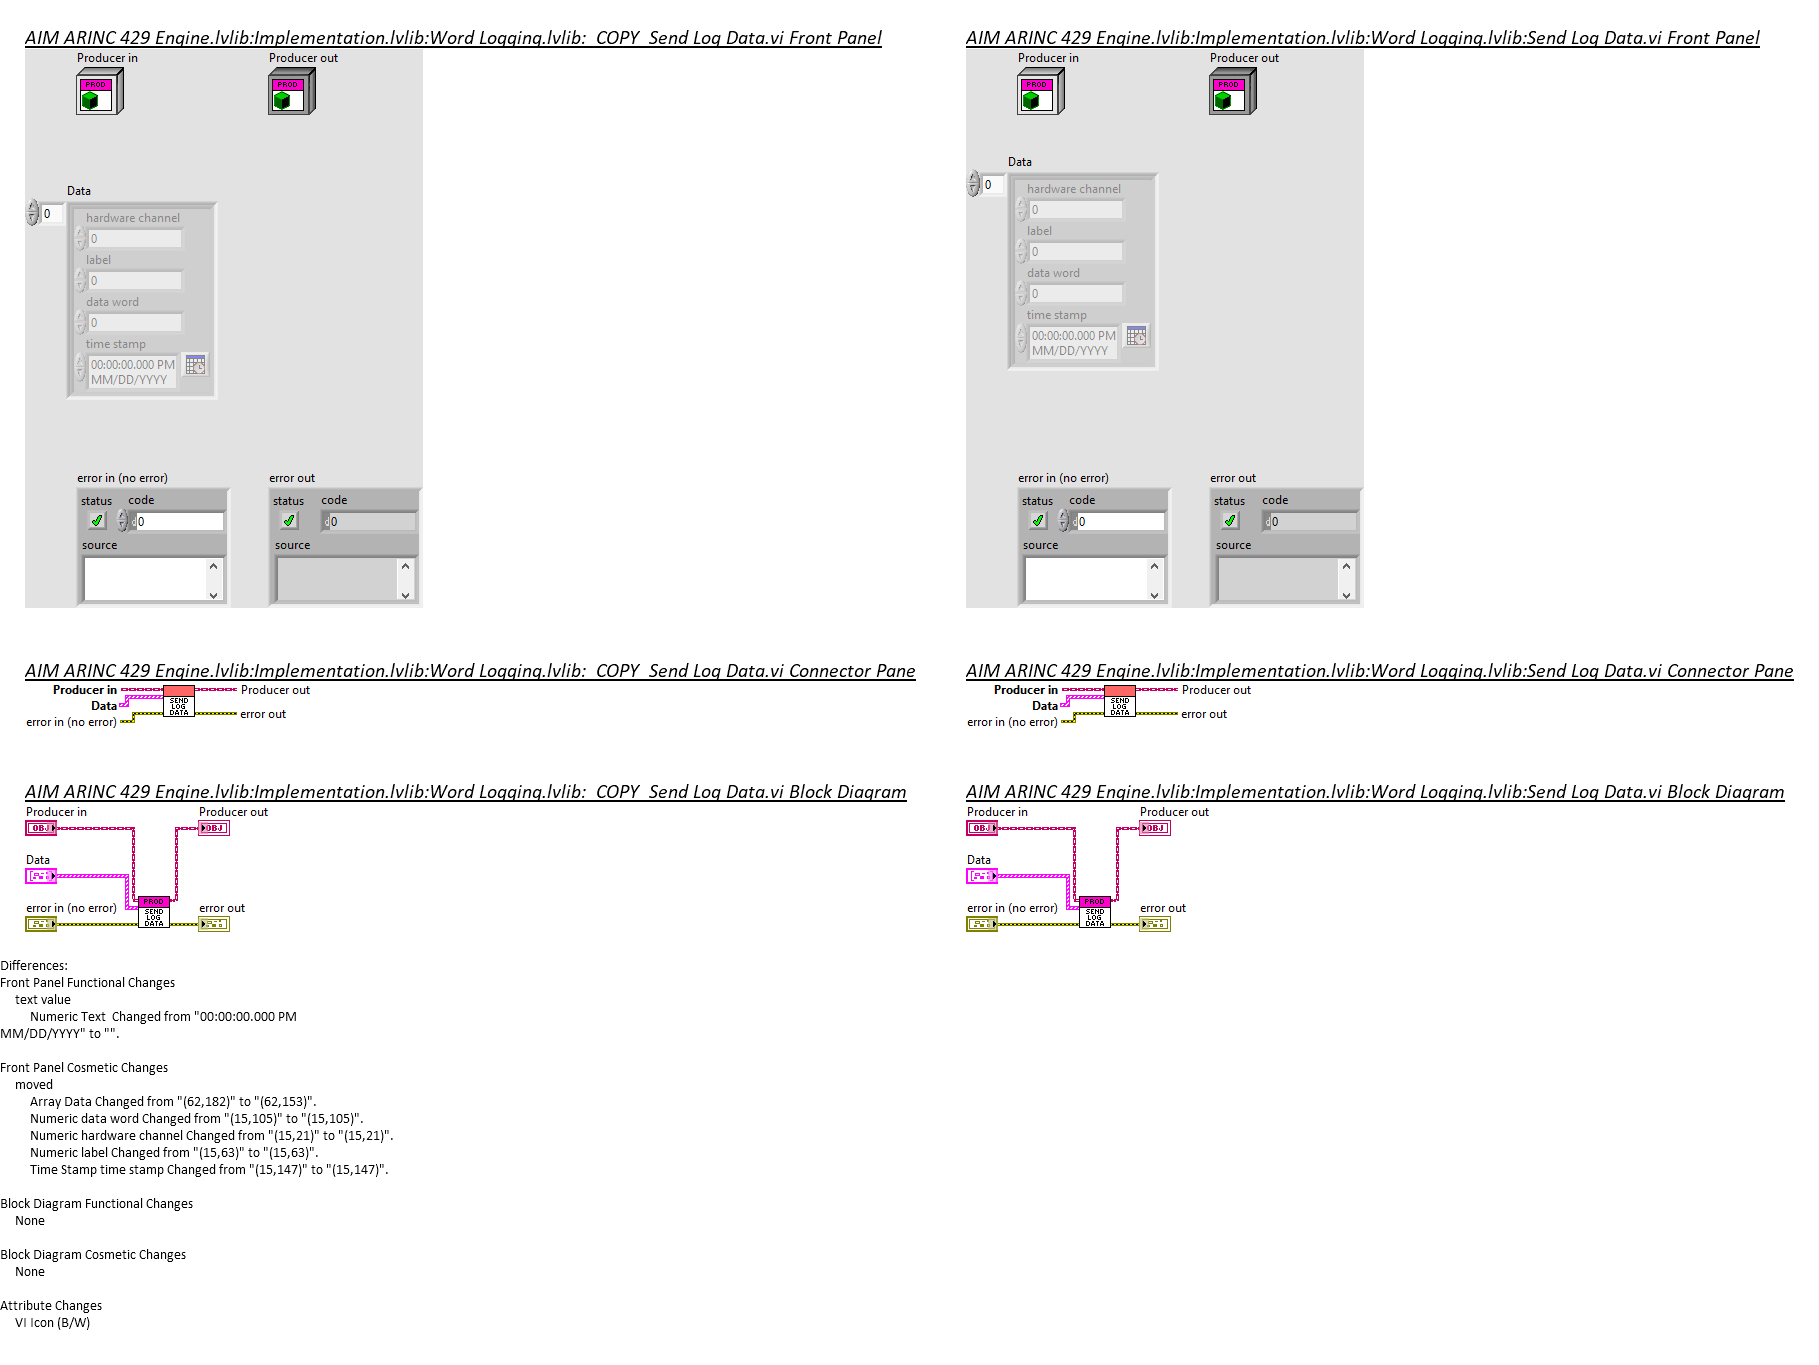 AIM ARINC 429 Engine.lvlib:Implementation.lvlib:Word Logging.lvlib:  COPY  Send Log Data.vi Front Panel
Producer in
Producer out
PROD
PROD
Data
0
hardware channel
0
label
0
data word
0
time stamp
00:00:00.000 PM
MM/DD/YYYY
error in (no error)
error out
status
code
status
code
0
d0
source
source
AIM ARINC 429 Engine.lvlib:Implementation.lvlib:Word Logging.lvlib:Send Log Data.vi Front Panel
Producer in
Producer out
PROD
PROD
Data
0
hardware channel
0
label
0
data word
0
time stamp
00:00:00.000 PM
MM/DD/YYYY
error in (no error)
error out
status
code
status
code
d0
d0
source
source
AIM ARINC 429 Engine.lvlib:Implementation.lvlib:Word Logging.lvlib:  COPY  Send Log Data.vi Connector Pane
Producer in
Producer out
Data
SEND
LOG
DATA
error in (no error)
error out
AIM ARINC 429 Engine.lvlib:Implementation.lvlib:Word Logging.lvlib:Send Log Data.vi Connector Pane
Producer in
Producer out
Data
SEND
LOG
DATA
error in (no error)
error out
AIM ARINC 429 Engine.lvlib:Implementation.lvlib:Word Logging.lvlib:  COPY  Send Log Data.vi Block Diagram
Producer in
Producer out
OBJ
OBJ
Data
PROD
error in (no error)
SEND
LOG
DATA
error out
AIM ARINC 429 Engine.lvlib:Implementation.lvlib:Word Logging.lvlib:Send Log Data.vi Block Diagram
Producer in
Producer out
OBJ
OBJ
Data
PROD
error in (no error)
SEND
LOG
DATA
error out
Differences:
Front Panel Functional Changes
text value
Numeric Text  Changed from "00:00:00.000 PM
MM/DD/YYYY" to "".
Front Panel Cosmetic Changes
moved
Array Data Changed from "(62,182)" to "(62,153)".
Numeric data word Changed from "(15,105)" to "(15,105)".
Numeric hardware channel Changed from "(15,21)" to "(15,21)".
Numeric label Changed from "(15,63)" to "(15,63)".
Time Stamp time stamp Changed from "(15,147)" to "(15,147)".
Block Diagram Functional Changes
None
Block Diagram Cosmetic Changes
None
Attribute Changes
VI Icon (B/W)